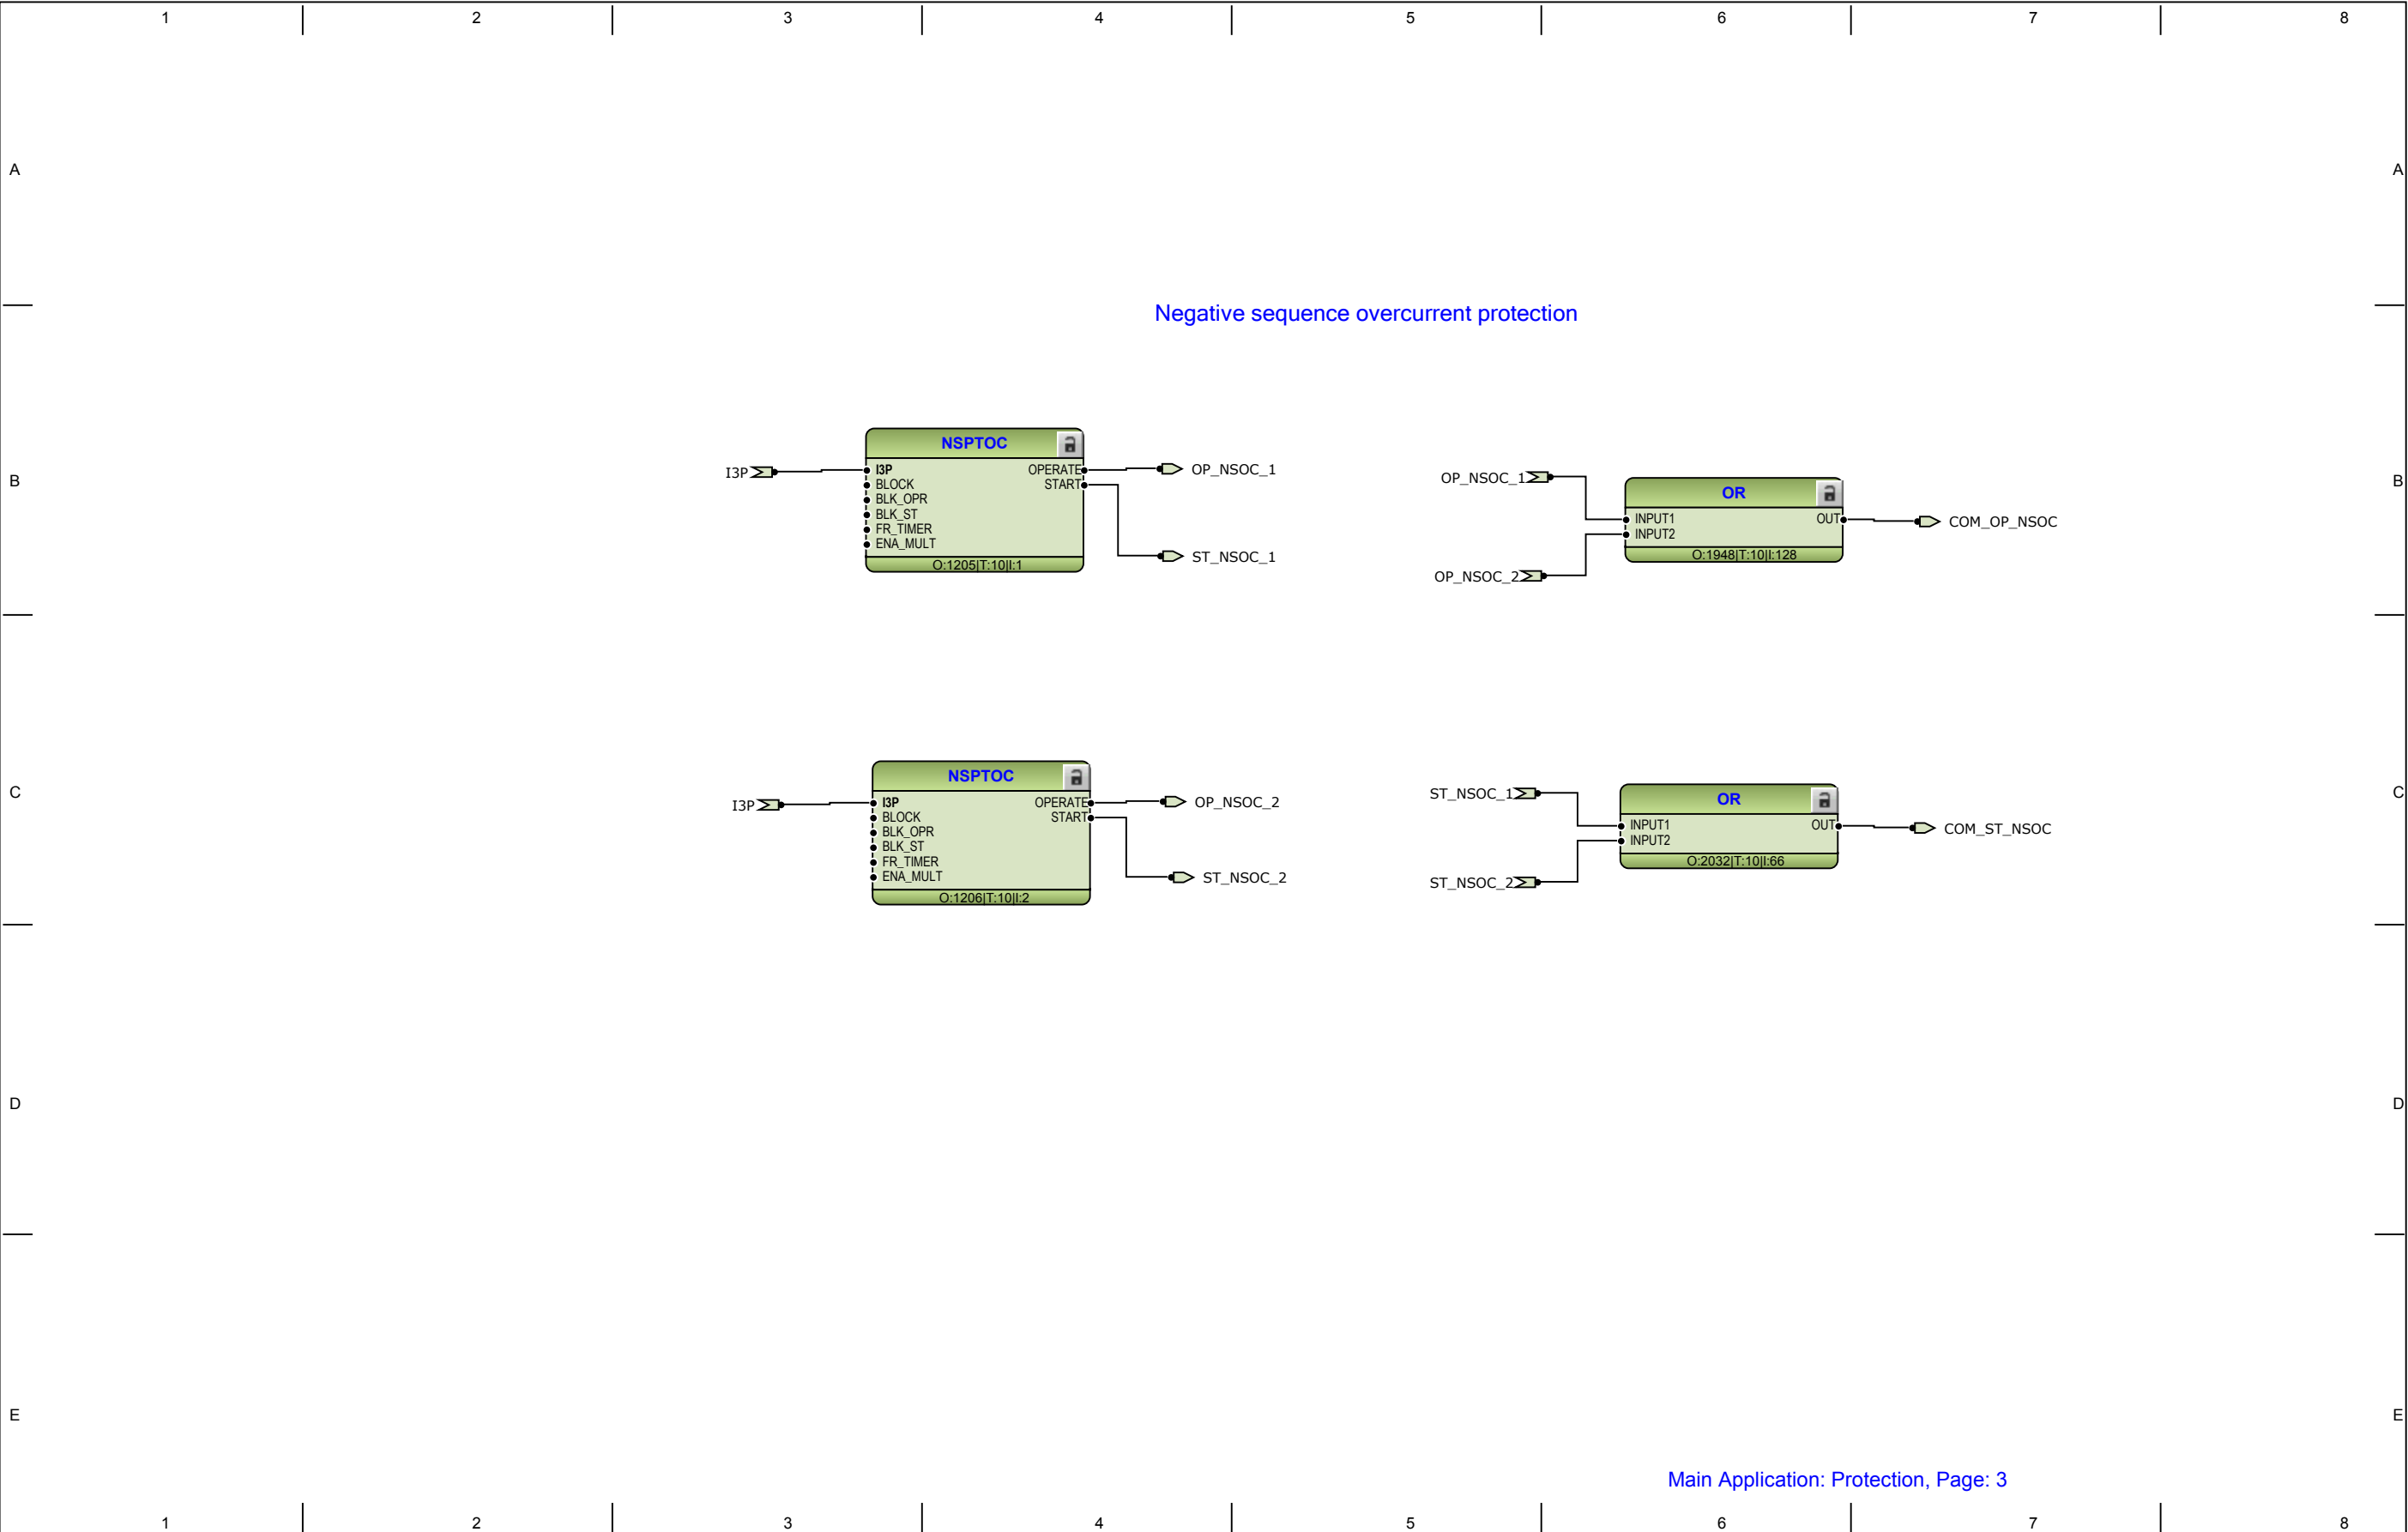 1 2 3 4 5 6 7 8
A A
Negative sequence overcurrent protection
NSPTOC
I3P I3P OPERATE OP_NSOC_1
BLOCK START
BLK_OPR
BLK_ST
FR_TIMER
ENA_MULT
ST_NSOC_1
O:1205|T:10|I:1
B B
OP_NSOC_1
OR
INPUT1 OUT COM_OP_NSOC
INPUT2
O:1948|T:10|I:128
OP_NSOC_2
NSPTOC
I3P I3P OPERATE OP_NSOC_2
BLOCK START
BLK_OPR
BLK_ST
FR_TIMER
ENA_MULT
ST_NSOC_2
O:1206|T:10|I:2
C C
ST_NSOC_1
OR
INPUT1 OUT COM_ST_NSOC
INPUT2
O:2032|T:10|I:66
ST_NSOC_2
D D
E E
Main Application: Protection, Page: 3
1 2 3 4 5 6 7 8